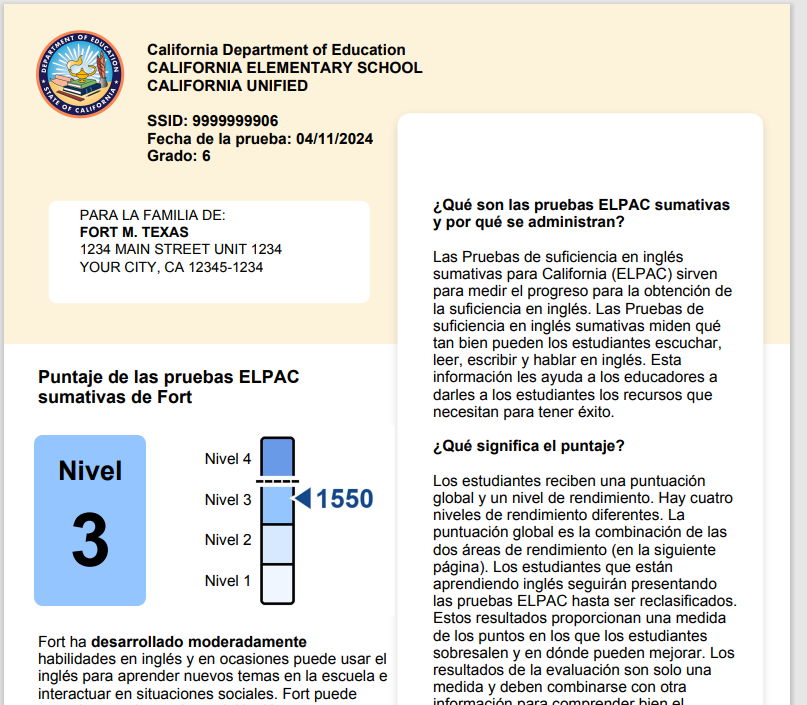 DEPARTMENT OF EDUCATION
STATE OF CALIFORNIA
California Department of Education
CALIFORNIA ELEMENTARY SCHOOL
CALIFORNIA UNIFIED
SSID: 9999999906
Fecha de la prueba: 04/11/2024
Grado: 6
PARA LA FAMILIA DE:
FORT M. TEXAS
1234 MAIN STREET UNIT 1234
YOUR CITY, CA 12345-1234
Puntaje de las pruebas ELPAC
sumativas de Fort
Nivel
3
Nivel 4
Nivel 3
1550
Nivel 2
Nivel 1
Fort ha desarrollado moderadamente
habilidades en inglés y en ocasiones puede usar el
inglés para aprender nuevos temas en la escuela e
interactuar en situaciones sociales. Fort puede
¿Qué son las pruebas ELPAC sumativas
y por qué se administran?
Las Pruebas de suficiencia en inglés
sumativas para California (ELPAC) sirven
para medir el progreso para la obtención de
la suficiencia en inglés. Las Pruebas de
suficiencia en inglés sumativas miden qué
tan bien pueden los estudiantes escuchar,
leer, escribir y hablar en inglés. Esta
información les ayuda a los educadores a
darles a los estudiantes los recursos que
necesitan para tener éxito.
¿Qué significa el puntaje?
Los estudiantes reciben una puntuación
global y un nivel de rendimiento. Hay cuatro
niveles de rendimiento diferentes. La
puntuación global es la combinación de las
dos áreas de rendimiento (en la siguiente
página). Los estudiantes que están
aprendiendo inglés seguirán presentando
las pruebas ELPAC hasta ser reclasificados.
Estos resultados proporcionan una medida
de los puntos en los que los estudiantes
sobresalen y en dónde pueden mejorar. Los
resultados de la evaluación son solo una
medida y deben combinarse con otra
información para comprender bien el